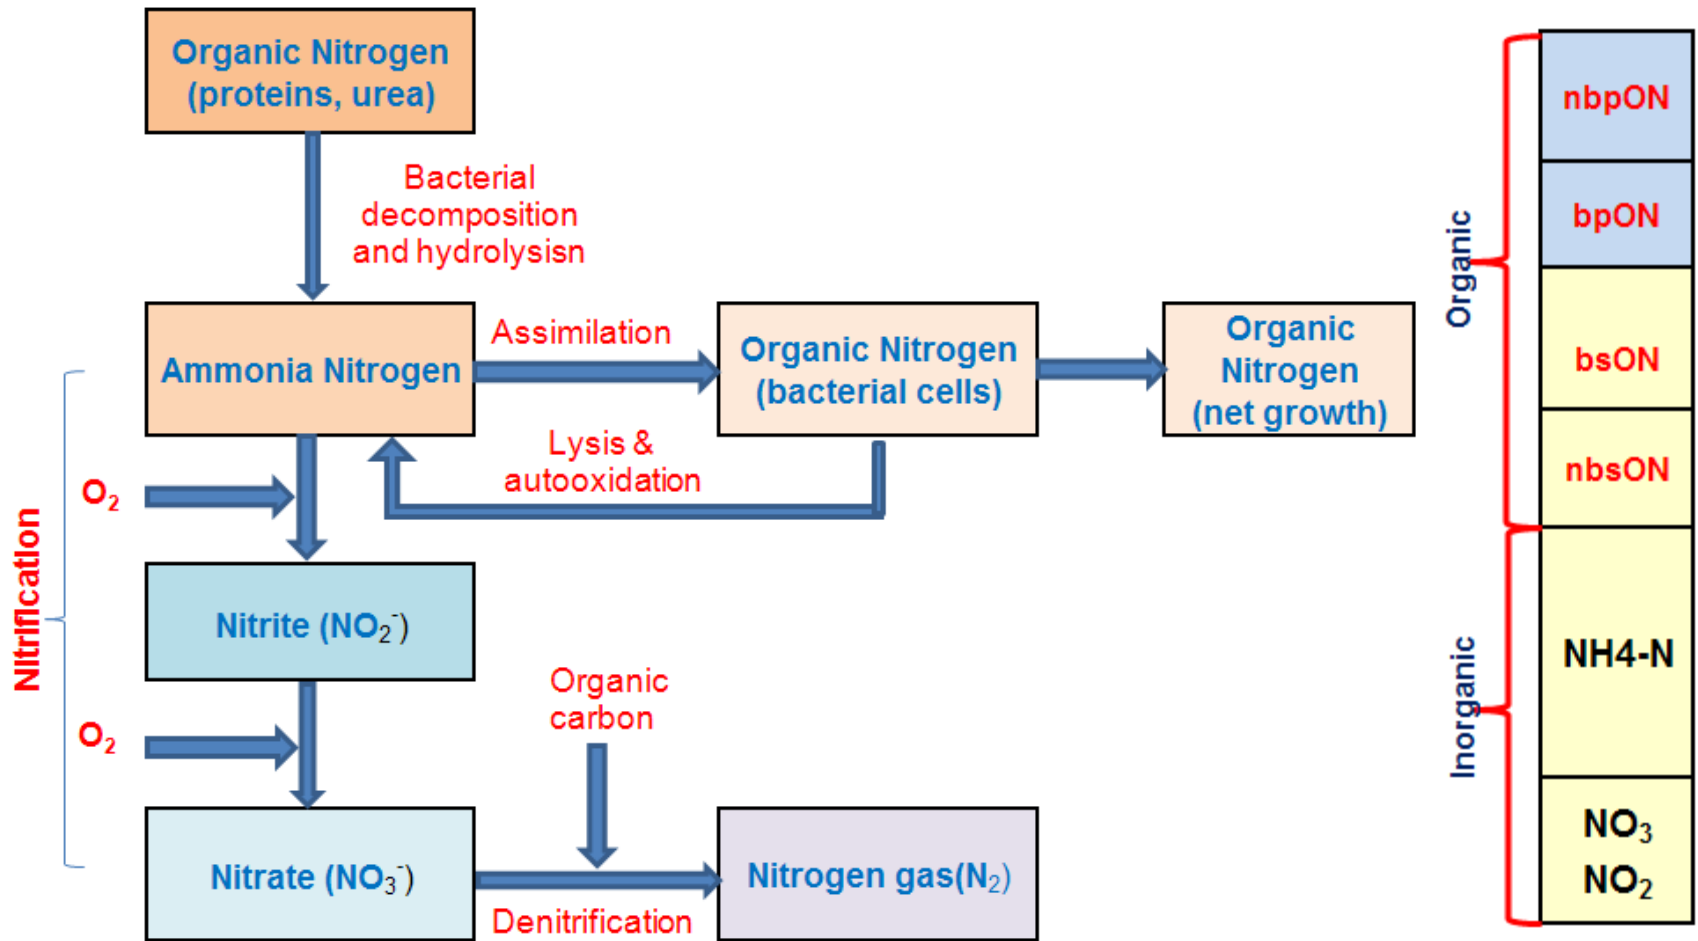 Organic Nitrogen
(proteins, urea)
Bacterial
decomposition
and hydrolysisn
Ammonia Nitrogen
Assimilation
Organic Nitrogen
(bacterial cells)
Organic
Nitrogen
(net growth)
Lysis &
autooxidation
O₂
Nitrification
Nitrite (NO₂⁻)
O₂
Organic
carbon
Nitrate (NO₃⁻)
Denitrification
Nitrogen gas(N₂)
Organic
nbpON
bpON
bsON
nbsON
Inorganic
NH4-N
NO₃
NO₂